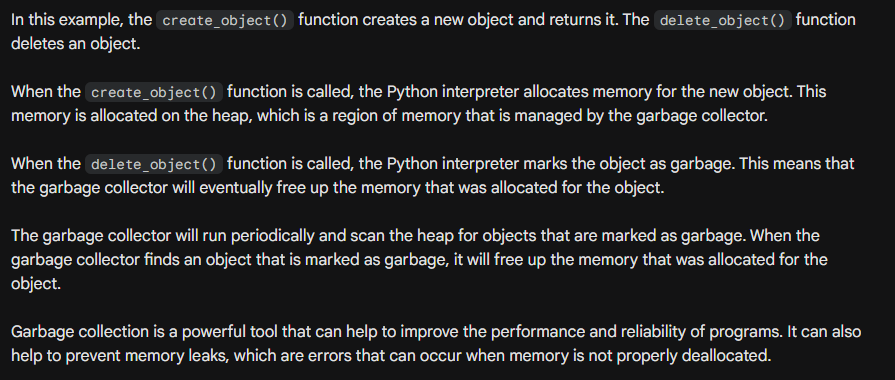 In this example, the create_object() function creates a new object and returns it. The delete_object() function
deletes an object.
When the create_object() function is called, the Python interpreter allocates memory for the new object. This
memory is allocated on the heap, which is a region of memory that is managed by the garbage collector.
When the delete_object() function is called, the Python interpreter marks the object as garbage. This means that
the garbage collector will eventually free up the memory that was allocated for the object.
The garbage collector will run periodically and scan the heap for objects that are marked as garbage. When the
garbage collector finds an object that is marked as garbage, it will free up the memory that was allocated for the
object.
Garbage collection is a powerful tool that can help to improve the performance and reliability of programs. It can also
help to prevent memory leaks, which are errors that can occur when memory is not properly deallocated.